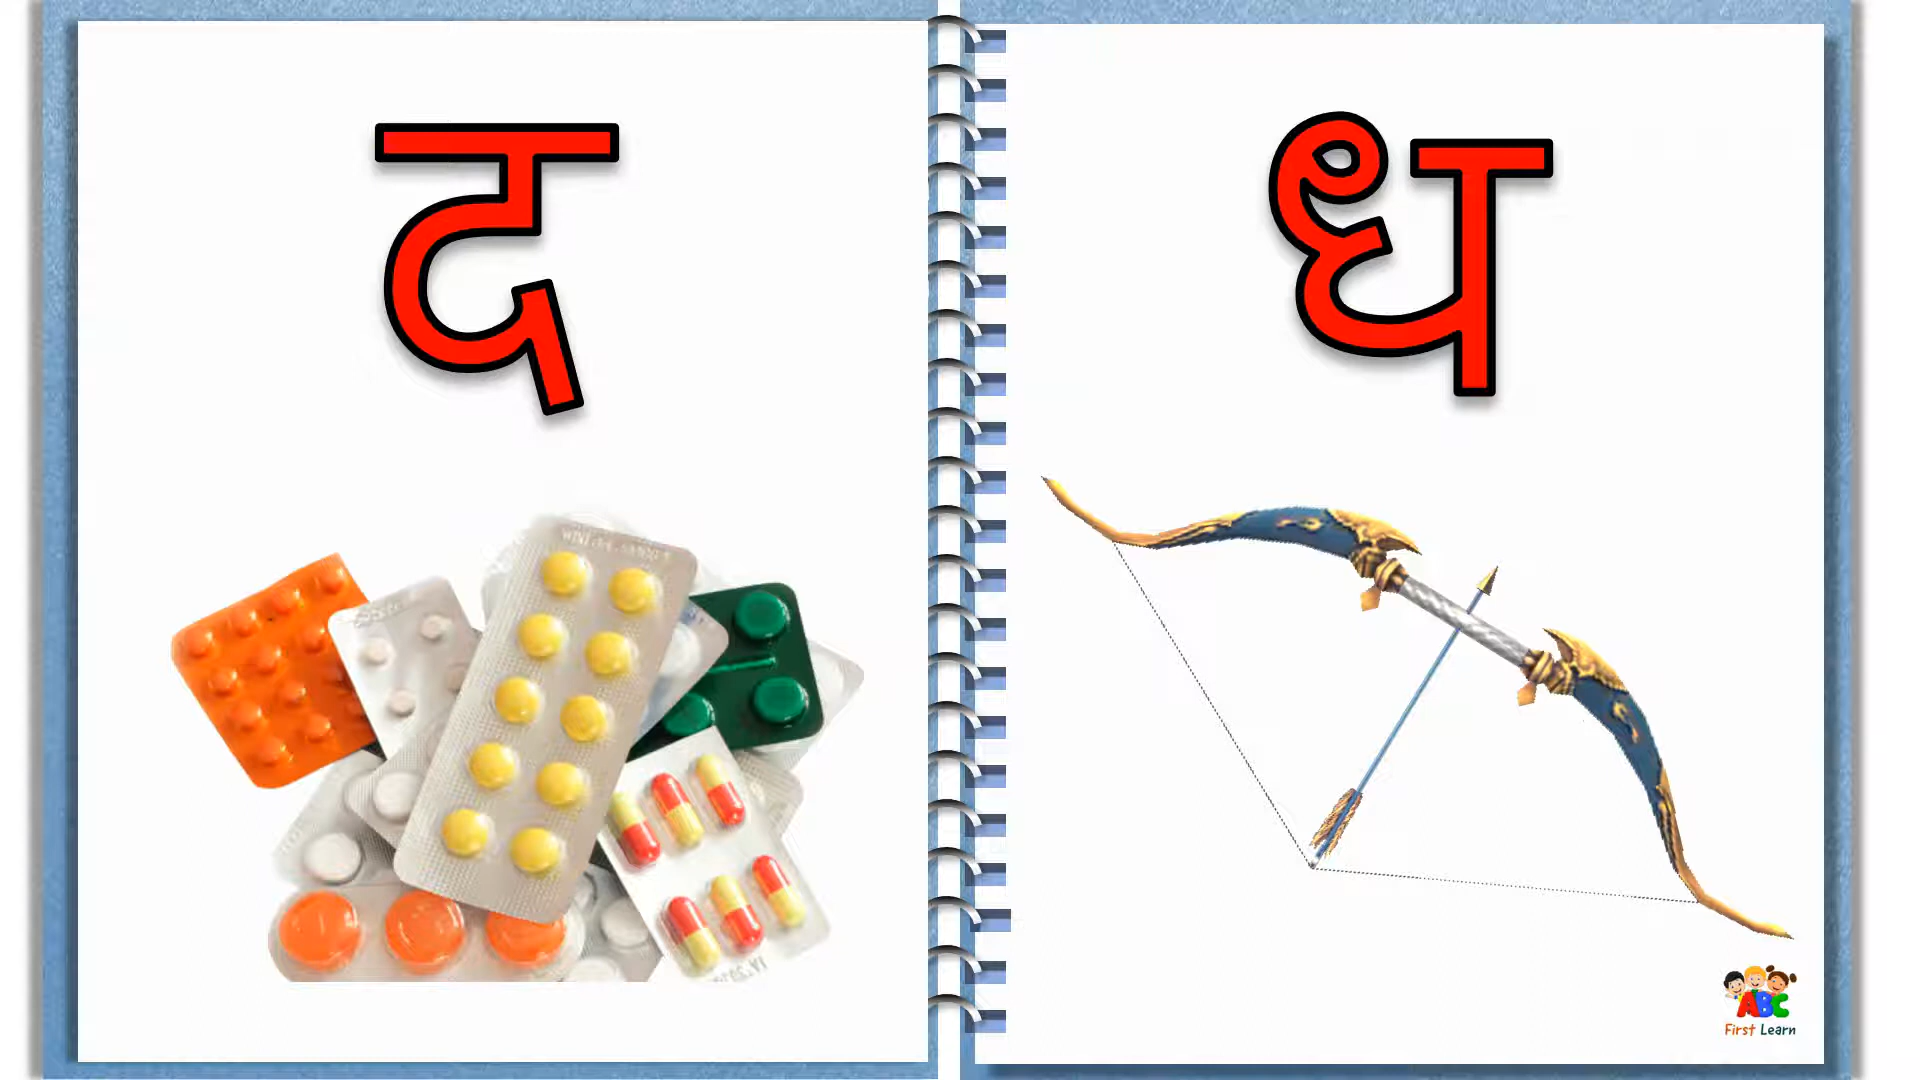 द
ध
ABC
First Learn